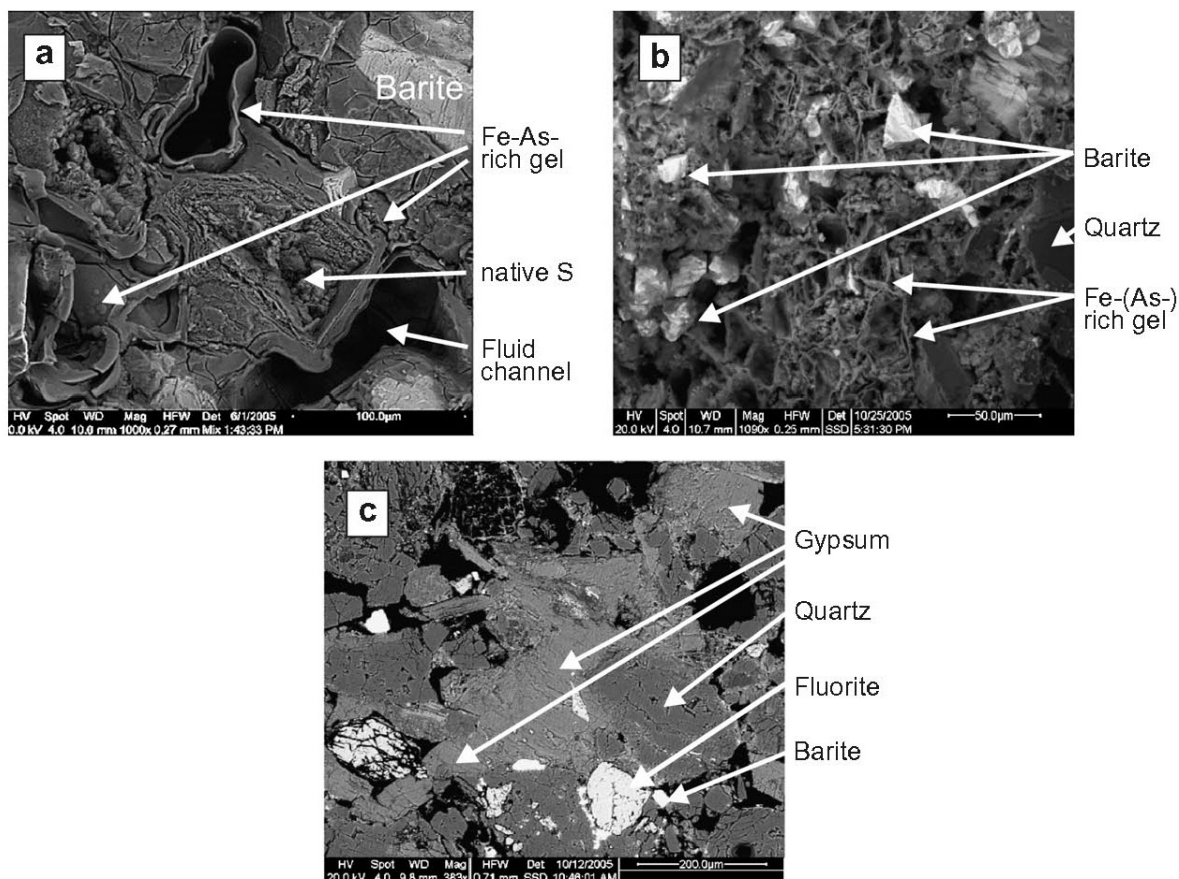 a
Barite
Fe-As-
rich gel
native S
Fluid
channel
HV Spot WD Mag HFW Det 6/1/2005 100.0µm
0.0 kV 4.0 10.0 mm 1000x 0.27 mm Mix 1:43:33 PM
b
Barite
Quartz
Fe-(As-)
rich gel
HV Spot WD Mag HFW Det 10/25/2005 50.0µm
20.0 kV 4.0 10.7 mm 1090x 0.25 mm SSD 5:31:30 PM
c
Gypsum
Quartz
Fluorite
Barite
HV Spot WD Mag HFW Det 10/12/2005 200.0µm
20.0 kV 4.0 9.8 mm 383x 0.71 mm SSD 10:46:01 AM